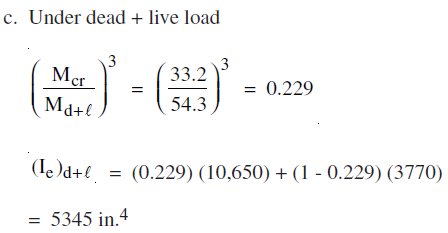 c. Under dead + live load
(Mcr / Md+ℓ)³ = (33.2 / 54.3)³ = 0.229
(Ie)d+ℓ = (0.229) (10,650) + (1 - 0.229) (3770)
= 5345 in.⁴